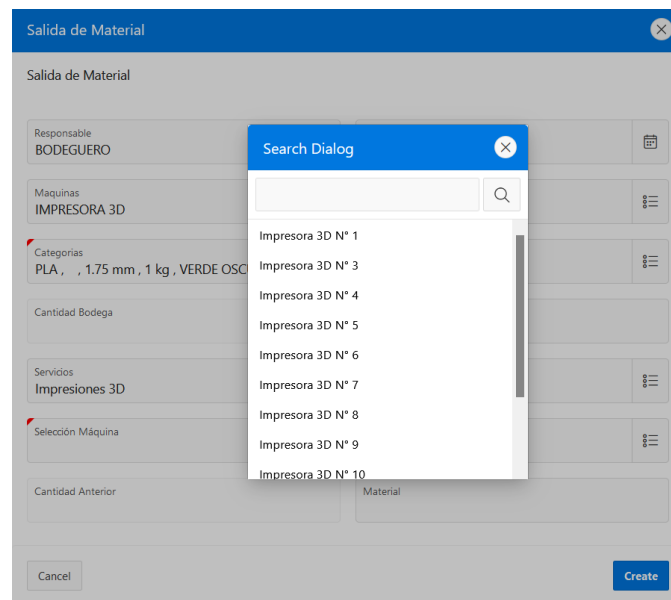 Salida de Material
Salida de Material
Responsable
BODEGUERO
Maquinas
IMPRESORA 3D
Categorias
PLA ,   , 1.75 mm , 1 kg , VERDE
Cantidad Bodega
Servicios
Impresiones 3D
Selección Máquina
Cantidad Anterior
Material
Search Dialog
Impresora 3D N° 1
Impresora 3D N° 3
Impresora 3D N° 4
Impresora 3D N° 5
Impresora 3D N° 6
Impresora 3D N° 7
Impresora 3D N° 8
Impresora 3D N° 9
Impresora 3D N° 10
Cancel
Create